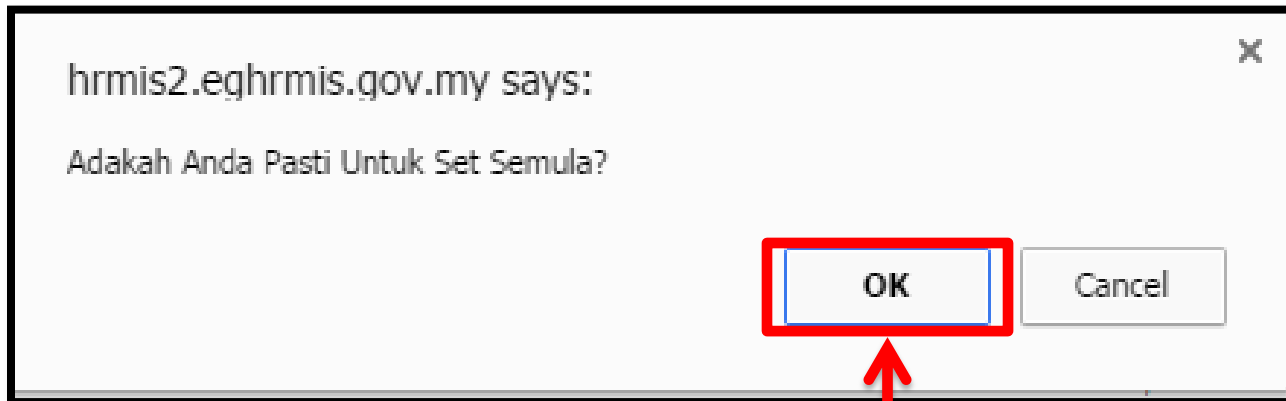 hrmis2.eghrmis.gov.my says:
Adakah Anda Pasti Untuk Set Semula?
OK Cancel